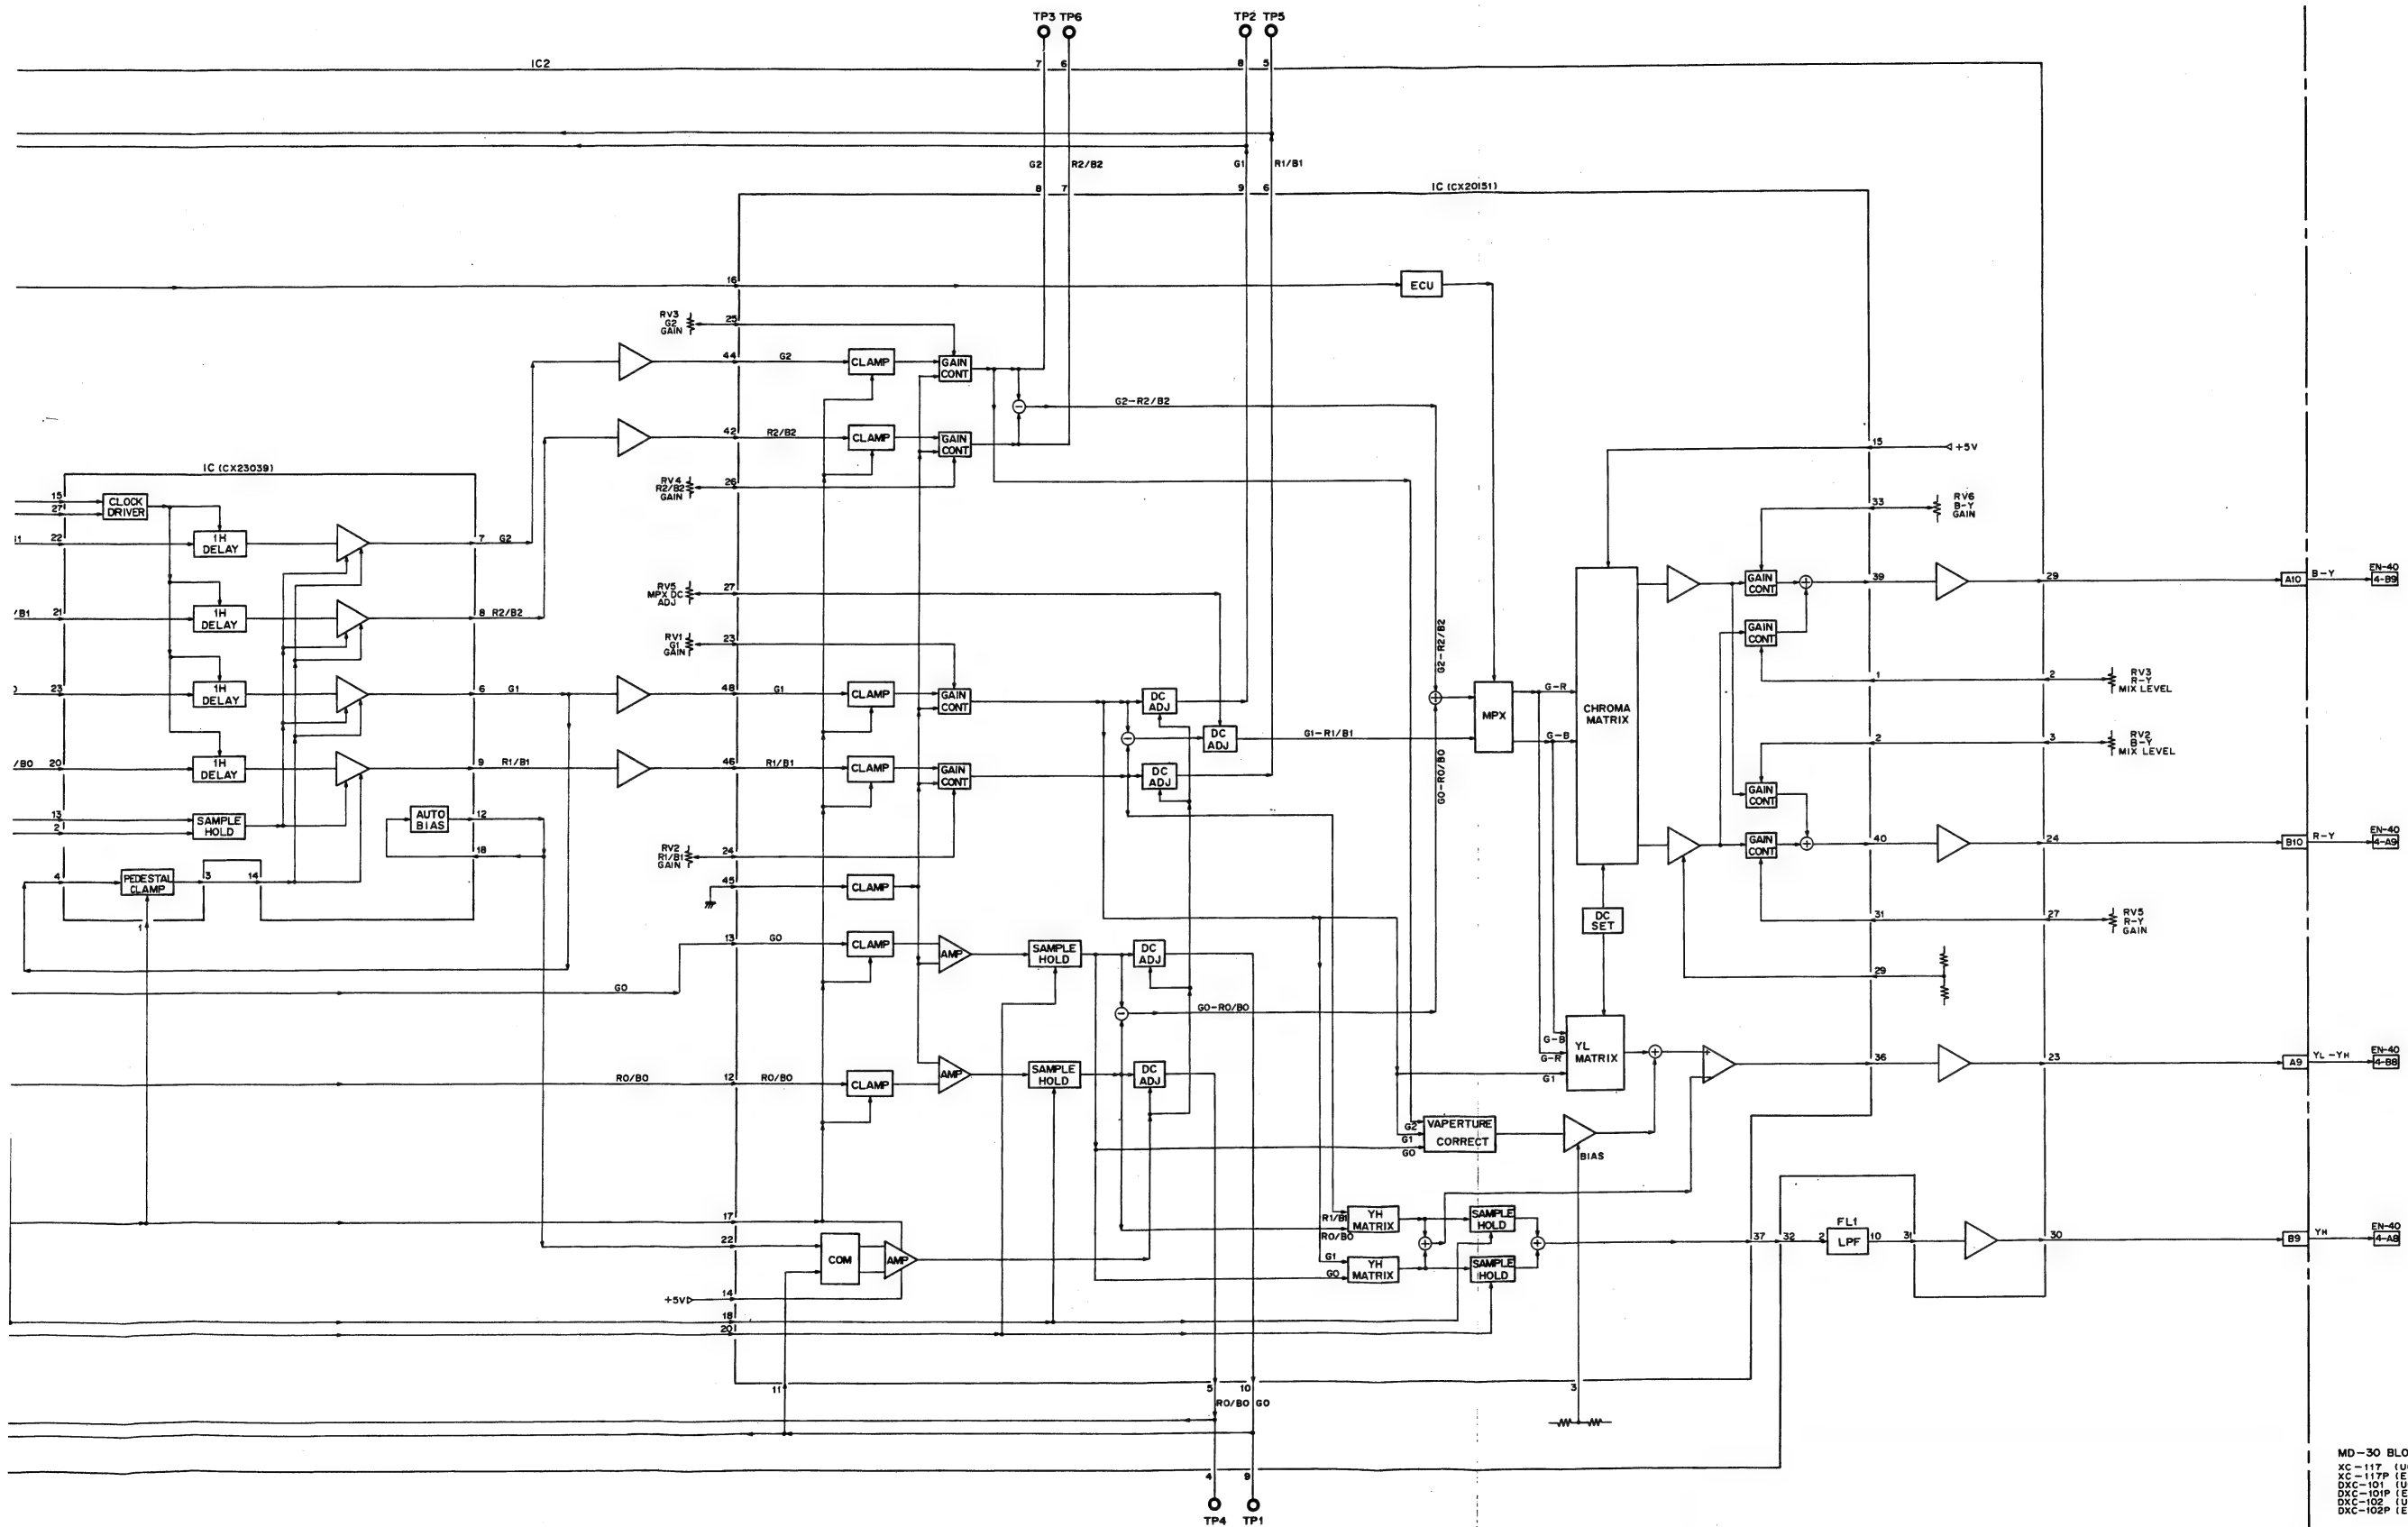 TP3 TP6
TP2 TP5
IC2
7
6
8
5
G2
R2/B2
G1
R1/B1
8
7
9
6
IC (CX20151)
16
ECU
RV3
G2
GAIN
25
44
G2
CLAMP
GAIN
CONT
G2-R2/B2
42
R2/B2
CLAMP
GAIN
CONT
15
+5V
IC (CX23039)
RV4
R2/B2
GAIN
26
15
27
CLOCK
DRIVER
33
RV6
B-Y
GAIN
22
1H
DELAY
7
G2
RV5
MPX DC
ADJ
27
GAIN
CONT
39
29
A10
B-Y
EN-40
4-B9
/B1
21
1H
DELAY
8
R2/B2
RV1
G1
GAIN
23
G2-R2/B2
GAIN
CONT
1
2
RV3
R-Y
MIX LEVEL
23
1H
DELAY
6
G1
48
G1
CLAMP
GAIN
CONT
DC
ADJ
MPX
G-R
CHROMA
MATRIX
DC
ADJ
G1-R1/B1
G-B
2
3
RV2
B-Y
MIX LEVEL
/B0
20
1H
DELAY
9
R1/B1
46
R1/B1
CLAMP
GAIN
CONT
DC
ADJ
G0-R0/B0
GAIN
CONT
13
2
SAMPLE
HOLD
AUTO
BIAS
12
18
RV2
R1/B1
GAIN
24
GAIN
CONT
40
24
B10
R-Y
EN-40
4-A9
4
PEDESTAL
CLAMP
3
14
45
CLAMP
1
DC
SET
31
27
RV5
R-Y
GAIN
13
G0
CLAMP
AMP
SAMPLE
HOLD
DC
ADJ
29
G0
G0-R0/B0
G-B
G-R
G1
YL
MATRIX
36
23
A9
YL-YH
EN-40
4-B8
R0/B0
12
R0/B0
CLAMP
AMP
SAMPLE
HOLD
DC
ADJ
G2
G1
G0
VAPERTURE
CORRECT
BIAS
17
R1/B1
R0/B0
YH
MATRIX
SAMPLE
HOLD
22
COM
AMP
37
32
2
FL1
LPF
10
31
30
B9
YH
EN-40
4-A8
G1
G0
YH
MATRIX
SAMPLE
HOLD
+5V
14
18
20
11
5
10
3
R0/B0
G0
4
9
TP4
TP1
MD-30 BLO
XC-117 (U
XC-117P (E
DXC-101 (U
DXC-101P (E
DXC-102 (U
DXC-102P (E